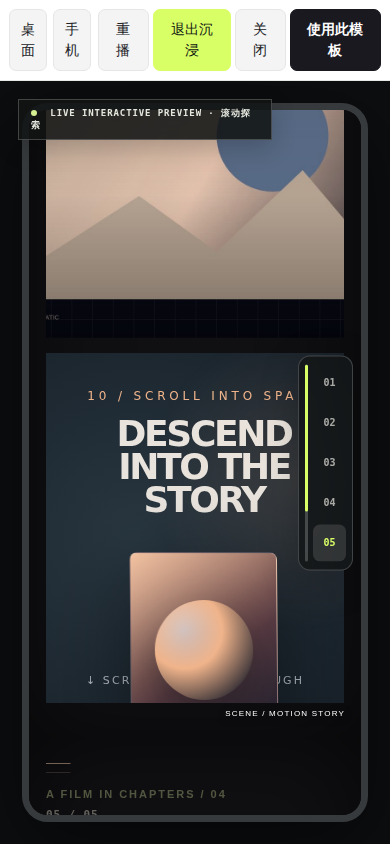 桌面
手机
重播
退出沉浸
关闭
使用此模板
LIVE INTERACTIVE PREVIEW · 滚动探
索
ATIC
10 / SCROLL INTO SPA
DESCEND
INTO THE
STORY
01
02
03
04
05
↓ SCR
UGH
SCENE / MOTION STORY
A FILM IN CHAPTERS / 04
05 / 05